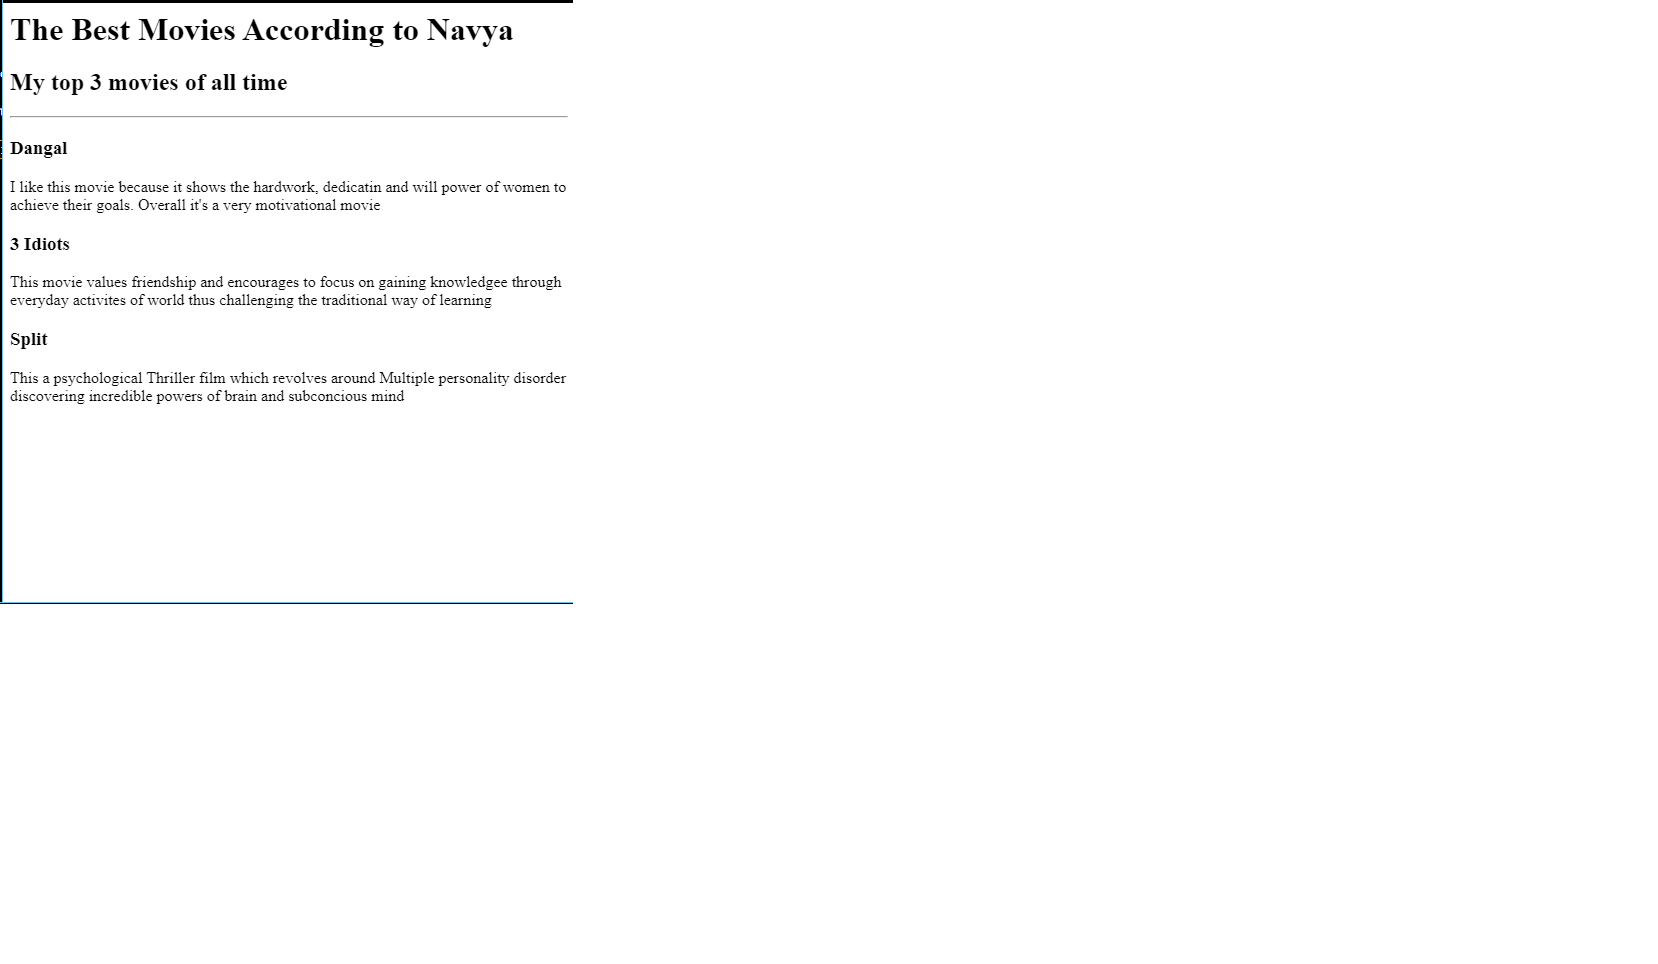 The Best Movies According to Navya
My top 3 movies of all time
Dangal
I like this movie because it shows the hardwork, dedicatin and will power of women to
achieve their goals. Overall it's a very motivational movie
3 Idiots
This movie values friendship and encourages to focus on gaining knowledgee through
everyday activites of world thus challenging the traditional way of learning
Split
This a psychological Thriller film which revolves around Multiple personality disorder
discovering incredible powers of brain and subconcious mind